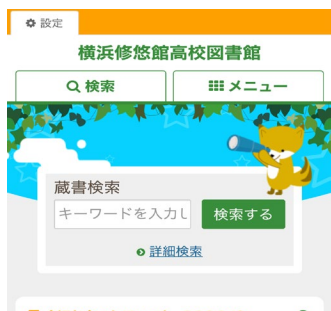 設定
横浜修悠館高校図書館
検索
メニュー
蔵書検索
キーワードを入力し
検索する
詳細検索